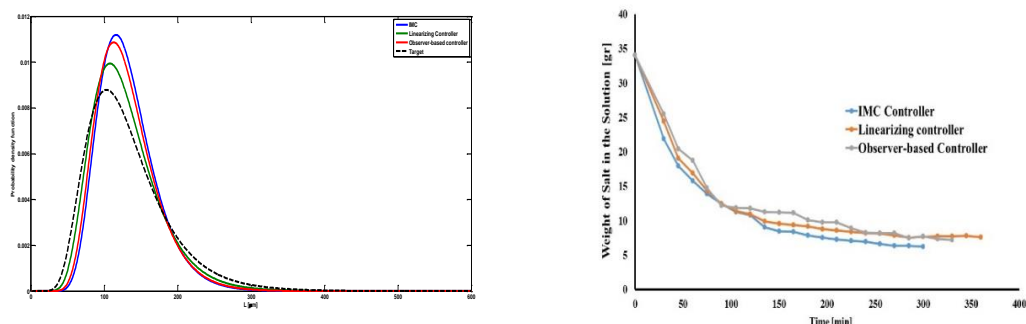 0.012
0.01
0.008
0.006
0.004
0.002
0
Probability density function
0 100 200 300 400 500 600
L [μm]
IMC
Linearizing Controller
Observer-based controller
Target
40
35
30
25
20
15
10
5
0
Weight of Salt in the Solution [gr]
0 50 100 150 200 250 300 350 400
Time [min]
IMC Controller
Linearizing controller
Observer-based Controller